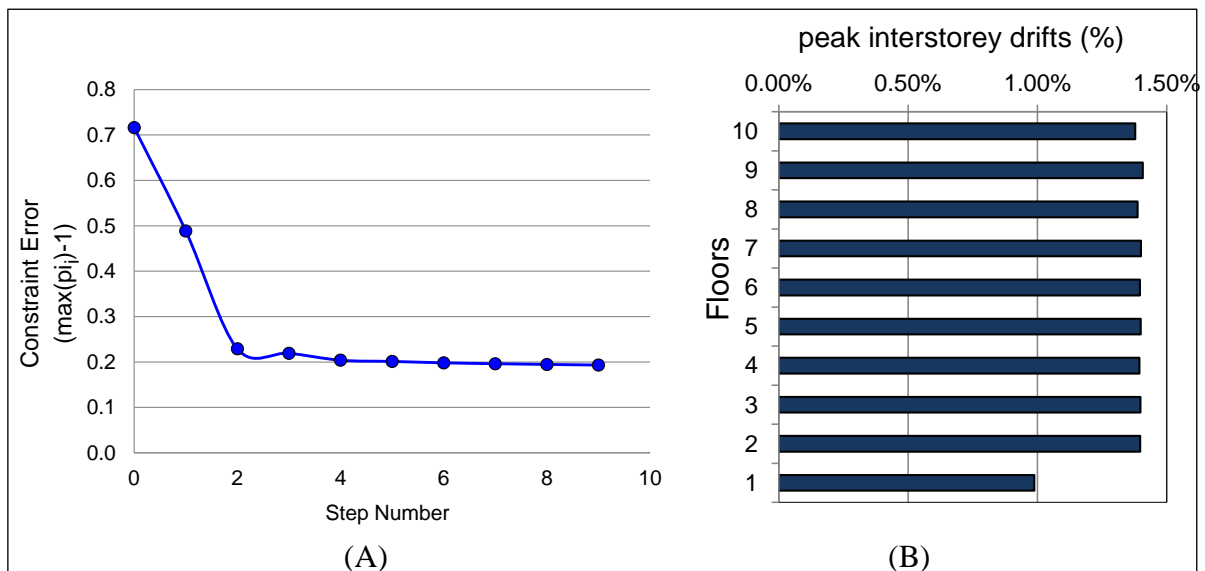 0.8
0.7
0.6
0.5
0.4
0.3
0.2
0.1
0.0
Constraint Error
(max(pi_i)-1)
0 2 4 6 8 10
Step Number
(A)
peak interstorey drifts (%)
0.00% 0.50% 1.00% 1.50%
Floors
10
9
8
7
6
5
4
3
2
1
(B)